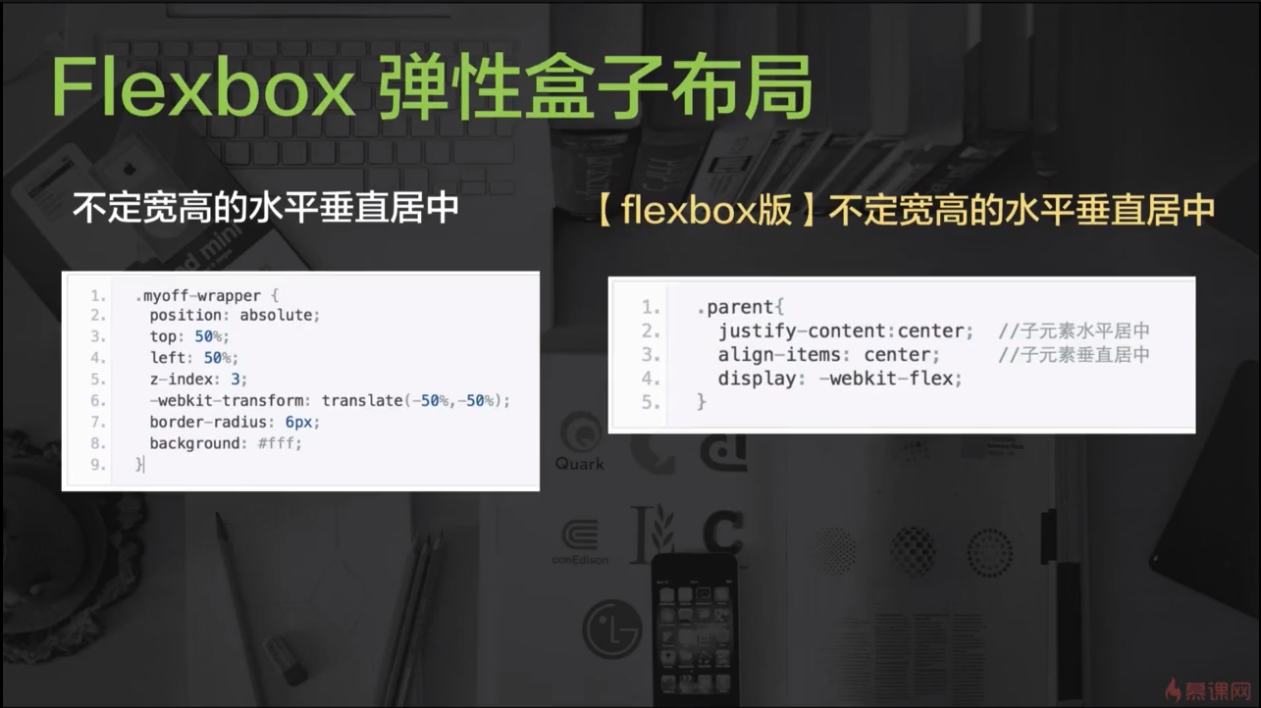 Flexbox 弹性盒子布局
不定宽高的水平垂直居中
1. .myoff-wrapper {
2. position: absolute;
3. top: 50%;
4. left: 50%;
5. z-index: 3;
6. -webkit-transform: translate(-50%,-50%);
7. border-radius: 6px;
8. background: #fff;
9. }
【 flexbox版 】不定宽高的水平垂直居中
1. .parent{
2. justify-content:center; //子元素水平居中
3. align-items: center; //子元素垂直居中
4. display: -webkit-flex;
5. }
Quark
conEdison
慕课网